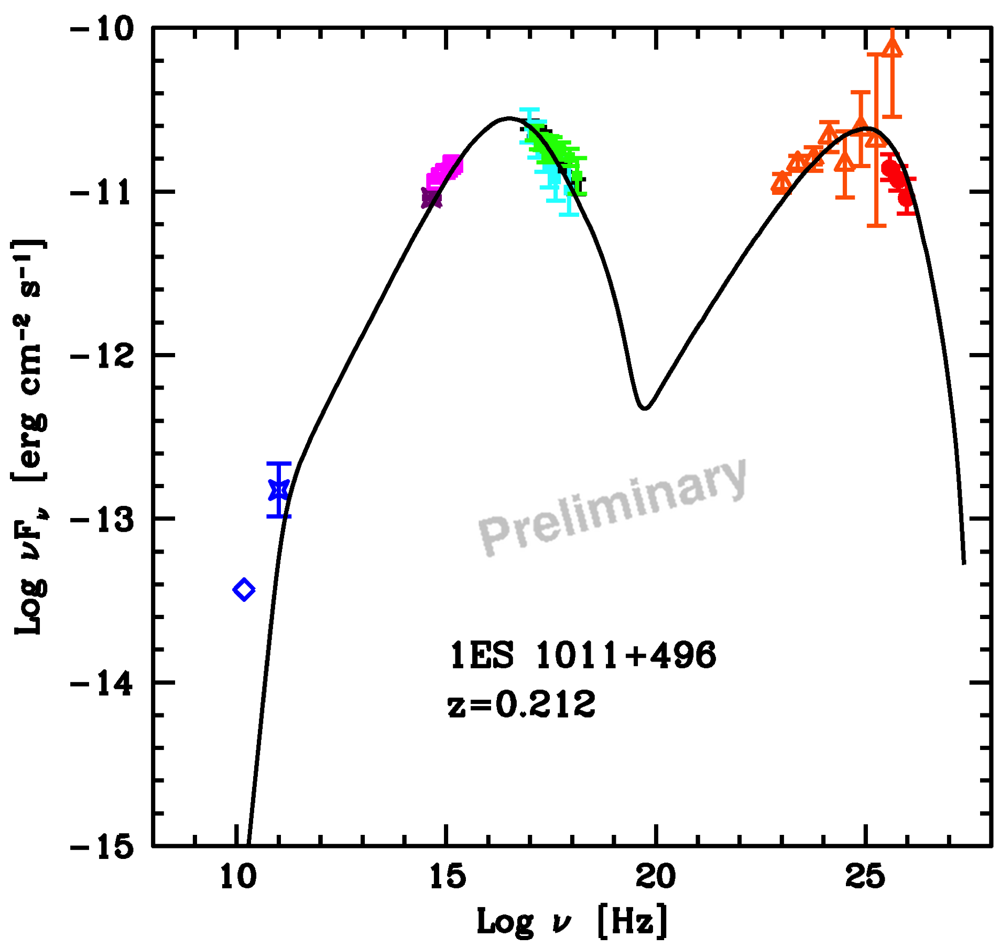 -10
-11
-12
-13
-14
-15
Log νFν [erg cm-2 s-1]
Preliminary
1ES 1011+496
z=0.212
10 15 20 25
Log ν [Hz]